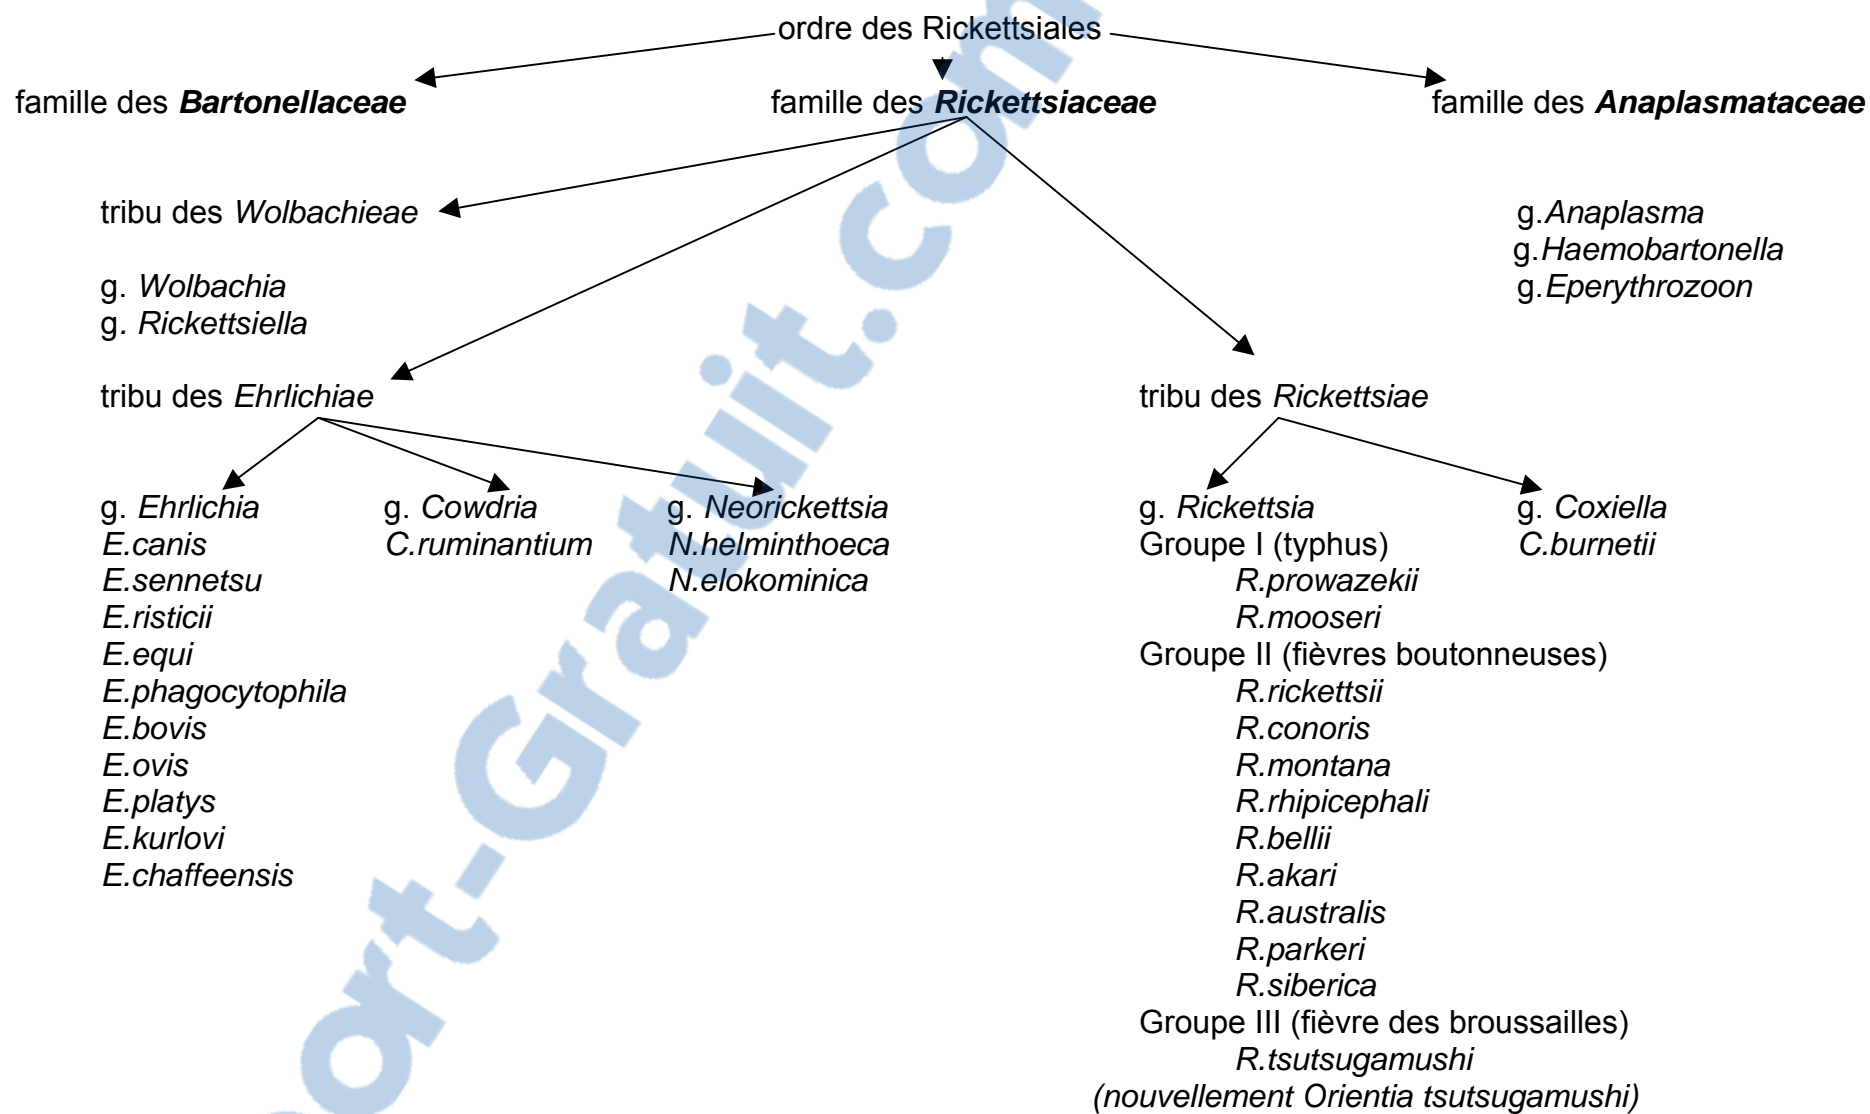 ordre des Rickettsiales
famille des Bartonellaceae
famille des Rickettsiaceae
famille des Anaplasmataceae
tribu des Wolbachieae
g. Wolbachia
g. Rickettsiella
g.Anaplasma
g.Haemobartonella
g.Eperythrozoon
tribu des Ehrlichiae
tribu des Rickettsiae
g. Ehrlichia
E.canis
E.sennetsu
E.risticii
E.equi
E.phagocytophila
E.bovis
E.ovis
E.platys
E.kurlovi
E.chaffeensis
g. Cowdria
C.ruminantium
g. Neorickettsia
N.helminthoeca
N.elokominica
g. Rickettsia
Groupe I (typhus)
R.prowazekii
R.mooseri
Groupe II (fièvres boutonneuses)
R.rickettsii
R.conoris
R.montana
R.rhipicephali
R.bellii
R.akari
R.australis
R.parkeri
R.siberica
Groupe III (fièvre des broussailles)
R.tsutsugamushi
(nouvellement Orientia tsutsugamushi)
g. Coxiella
C.burnetii
ort-Gratuit.com